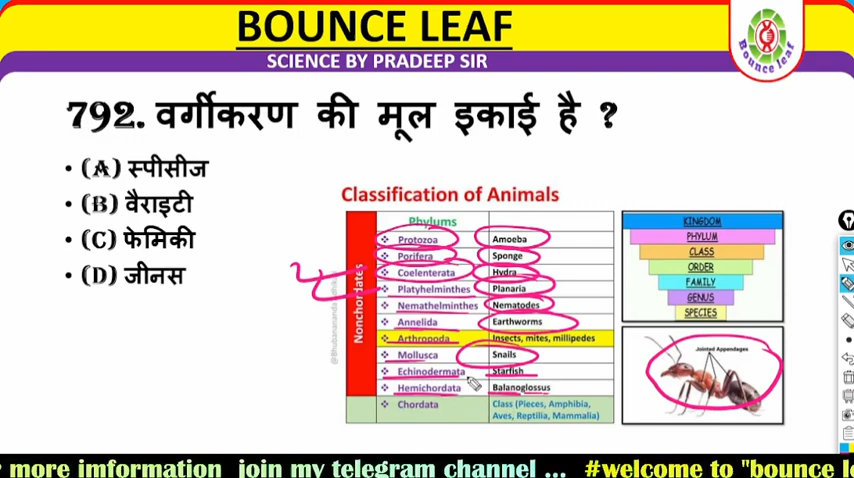 BOUNCE LEAF
SCIENCE BY PRADEEP SIR
Bounce leaf
792. वर्गीकरण की मूल इकाई है ?
• (A) स्पीसीज
• (B) वैराइटी
• (C) फेमिकी
• (D) जीनस
Classification of Animals
Phylums
Nonchordates
Protozoa Amoeba
Porifera Sponge
Coelenterata Hydra
Platyhelminthes Planaria
Nemathelminthes Nematodes
Annelida Earthworms
Arthropoda Insects, mites, millipedes
Mollusca Snails
Echinodermata Starfish
Hemichordata Balanoglossus
Chordata Class (Pieces, Amphibia,
Aves, Reptilia, Mammalia)
KINGDOM
PHYLUM
CLASS
ORDER
FAMILY
GENUS
SPECIES
Jointed Appendages
r more imformation join my telegram channel ... #welcome to "bounce le